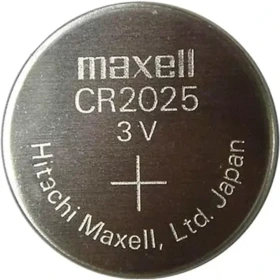 maxell
CR2025
3V
+
Hitachi Maxell, Ltd. Japan